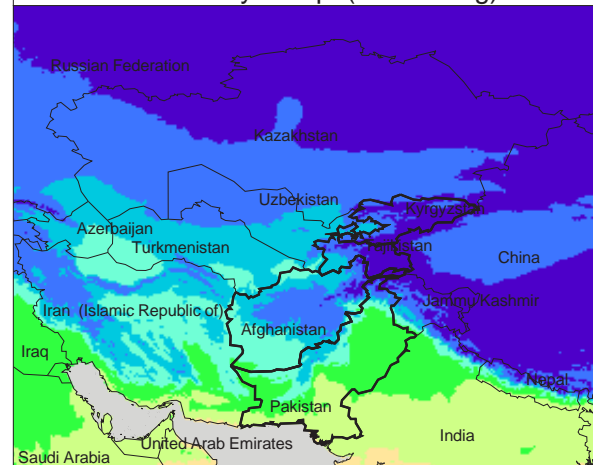 Russian Federation
Kazakhstan
Uzbekistan
Kyrgyzstan
Azerbaijan
Turkmenistan
Tajikistan
China
Jammu Kashmir
Iran (Islamic Republic of)
Afghanistan
Iraq
Nepal
Pakistan
India
United Arab Emirates
Saudi Arabia